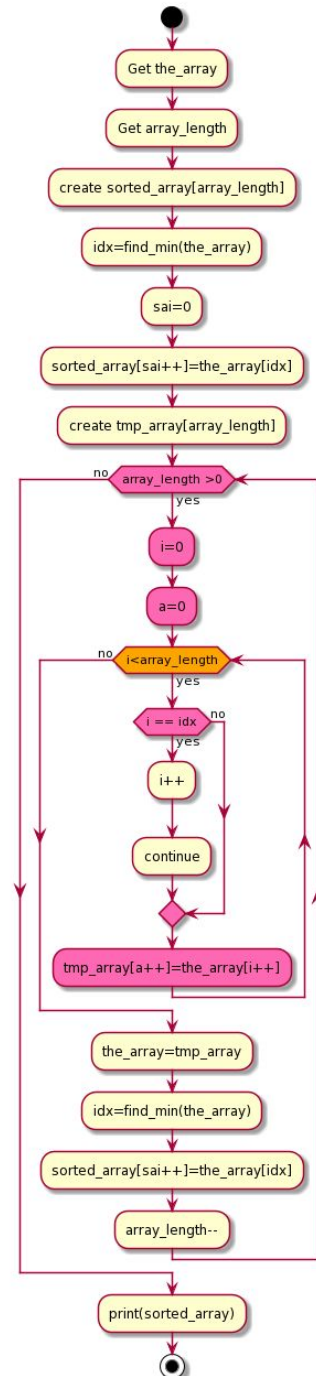 Get the_array
Get array_length
create sorted_array[array_length]
idx=find_min(the_array)
sai=0
sorted_array[sai++]=the_array[idx]
create tmp_array[array_length]
no
array_length >0
yes
i=0
a=0
no
i<array_length
yes
i == idx
no
yes
i++
continue
tmp_array[a++]=the_array[i++]
the_array=tmp_array
idx=find_min(the_array)
sorted_array[sai++]=the_array[idx]
array_length--
print(sorted_array)